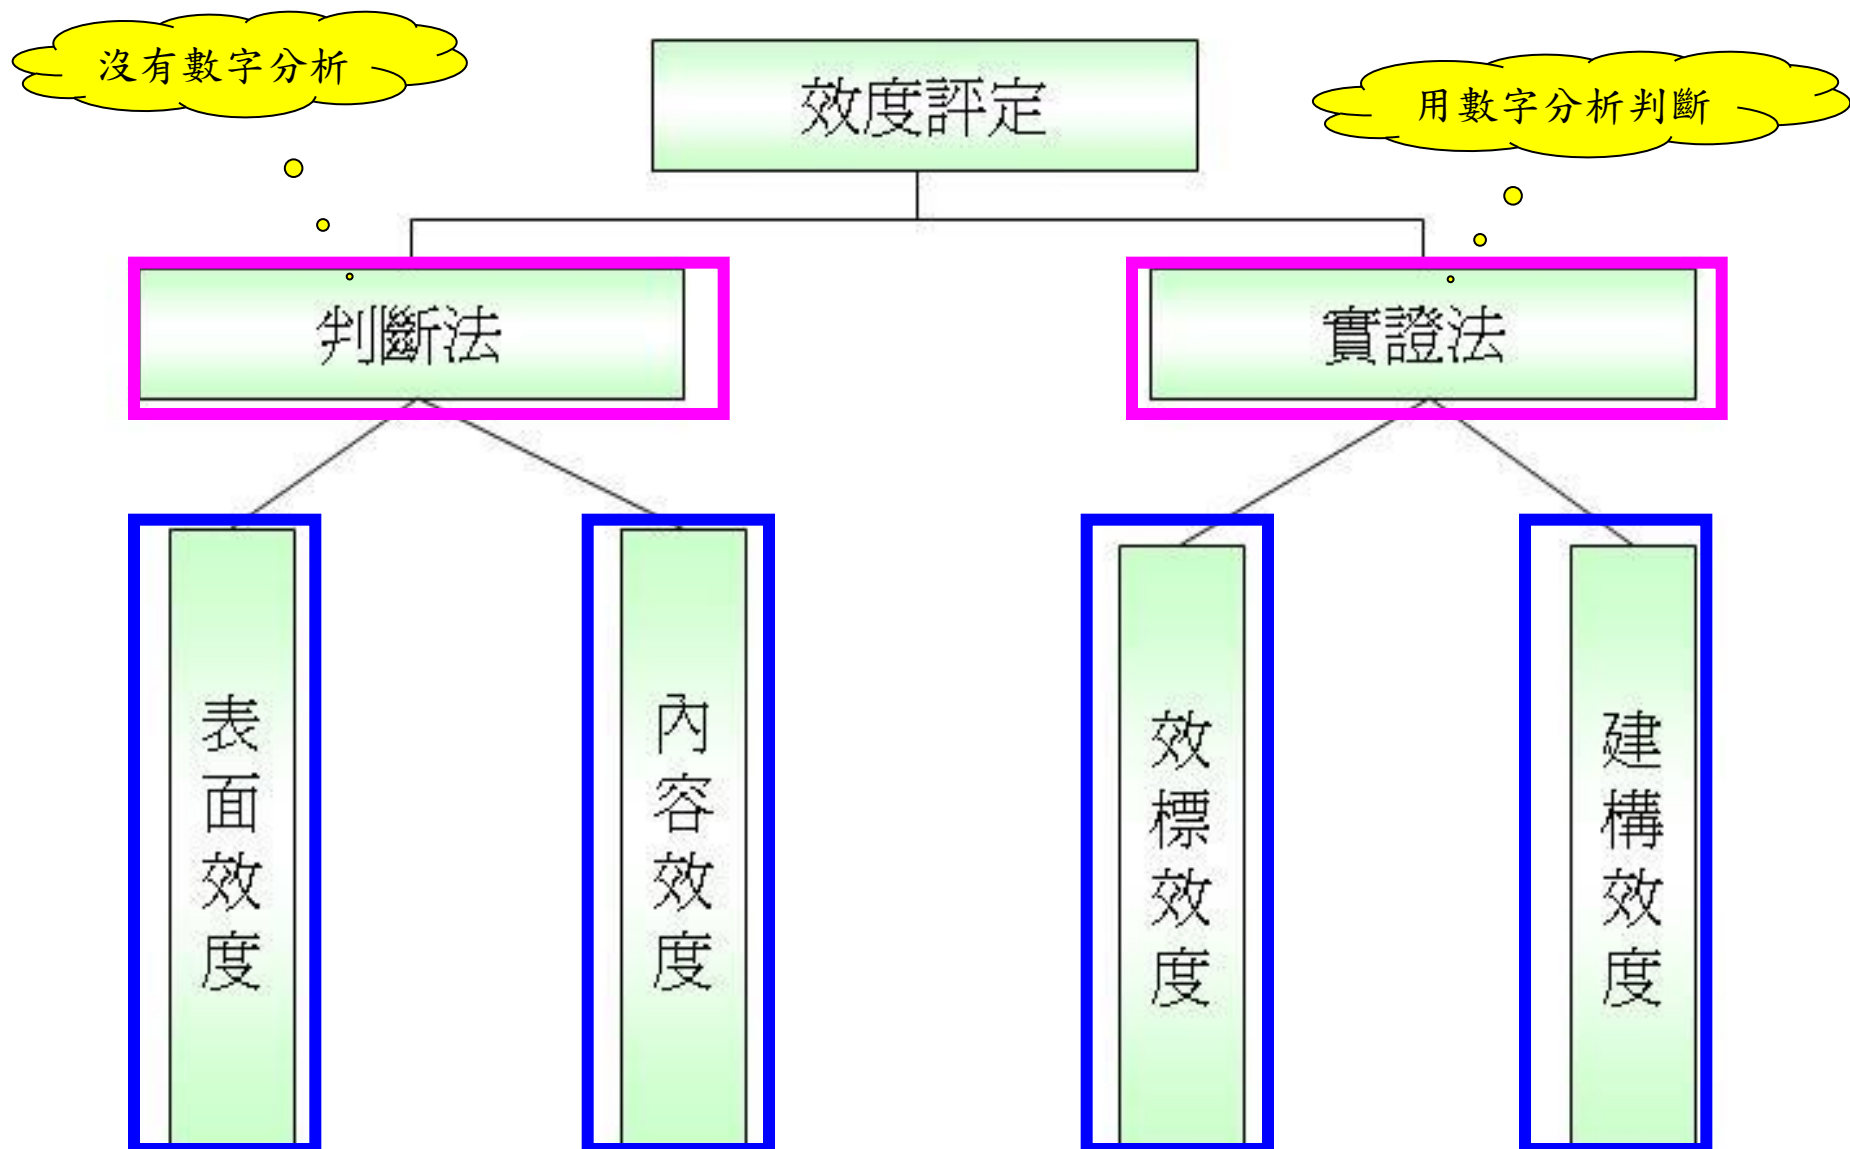 沒有數字分析
效度評定
用數字分析判斷
判斷法
實證法
表面效度
內容效度
效標效度
建構效度